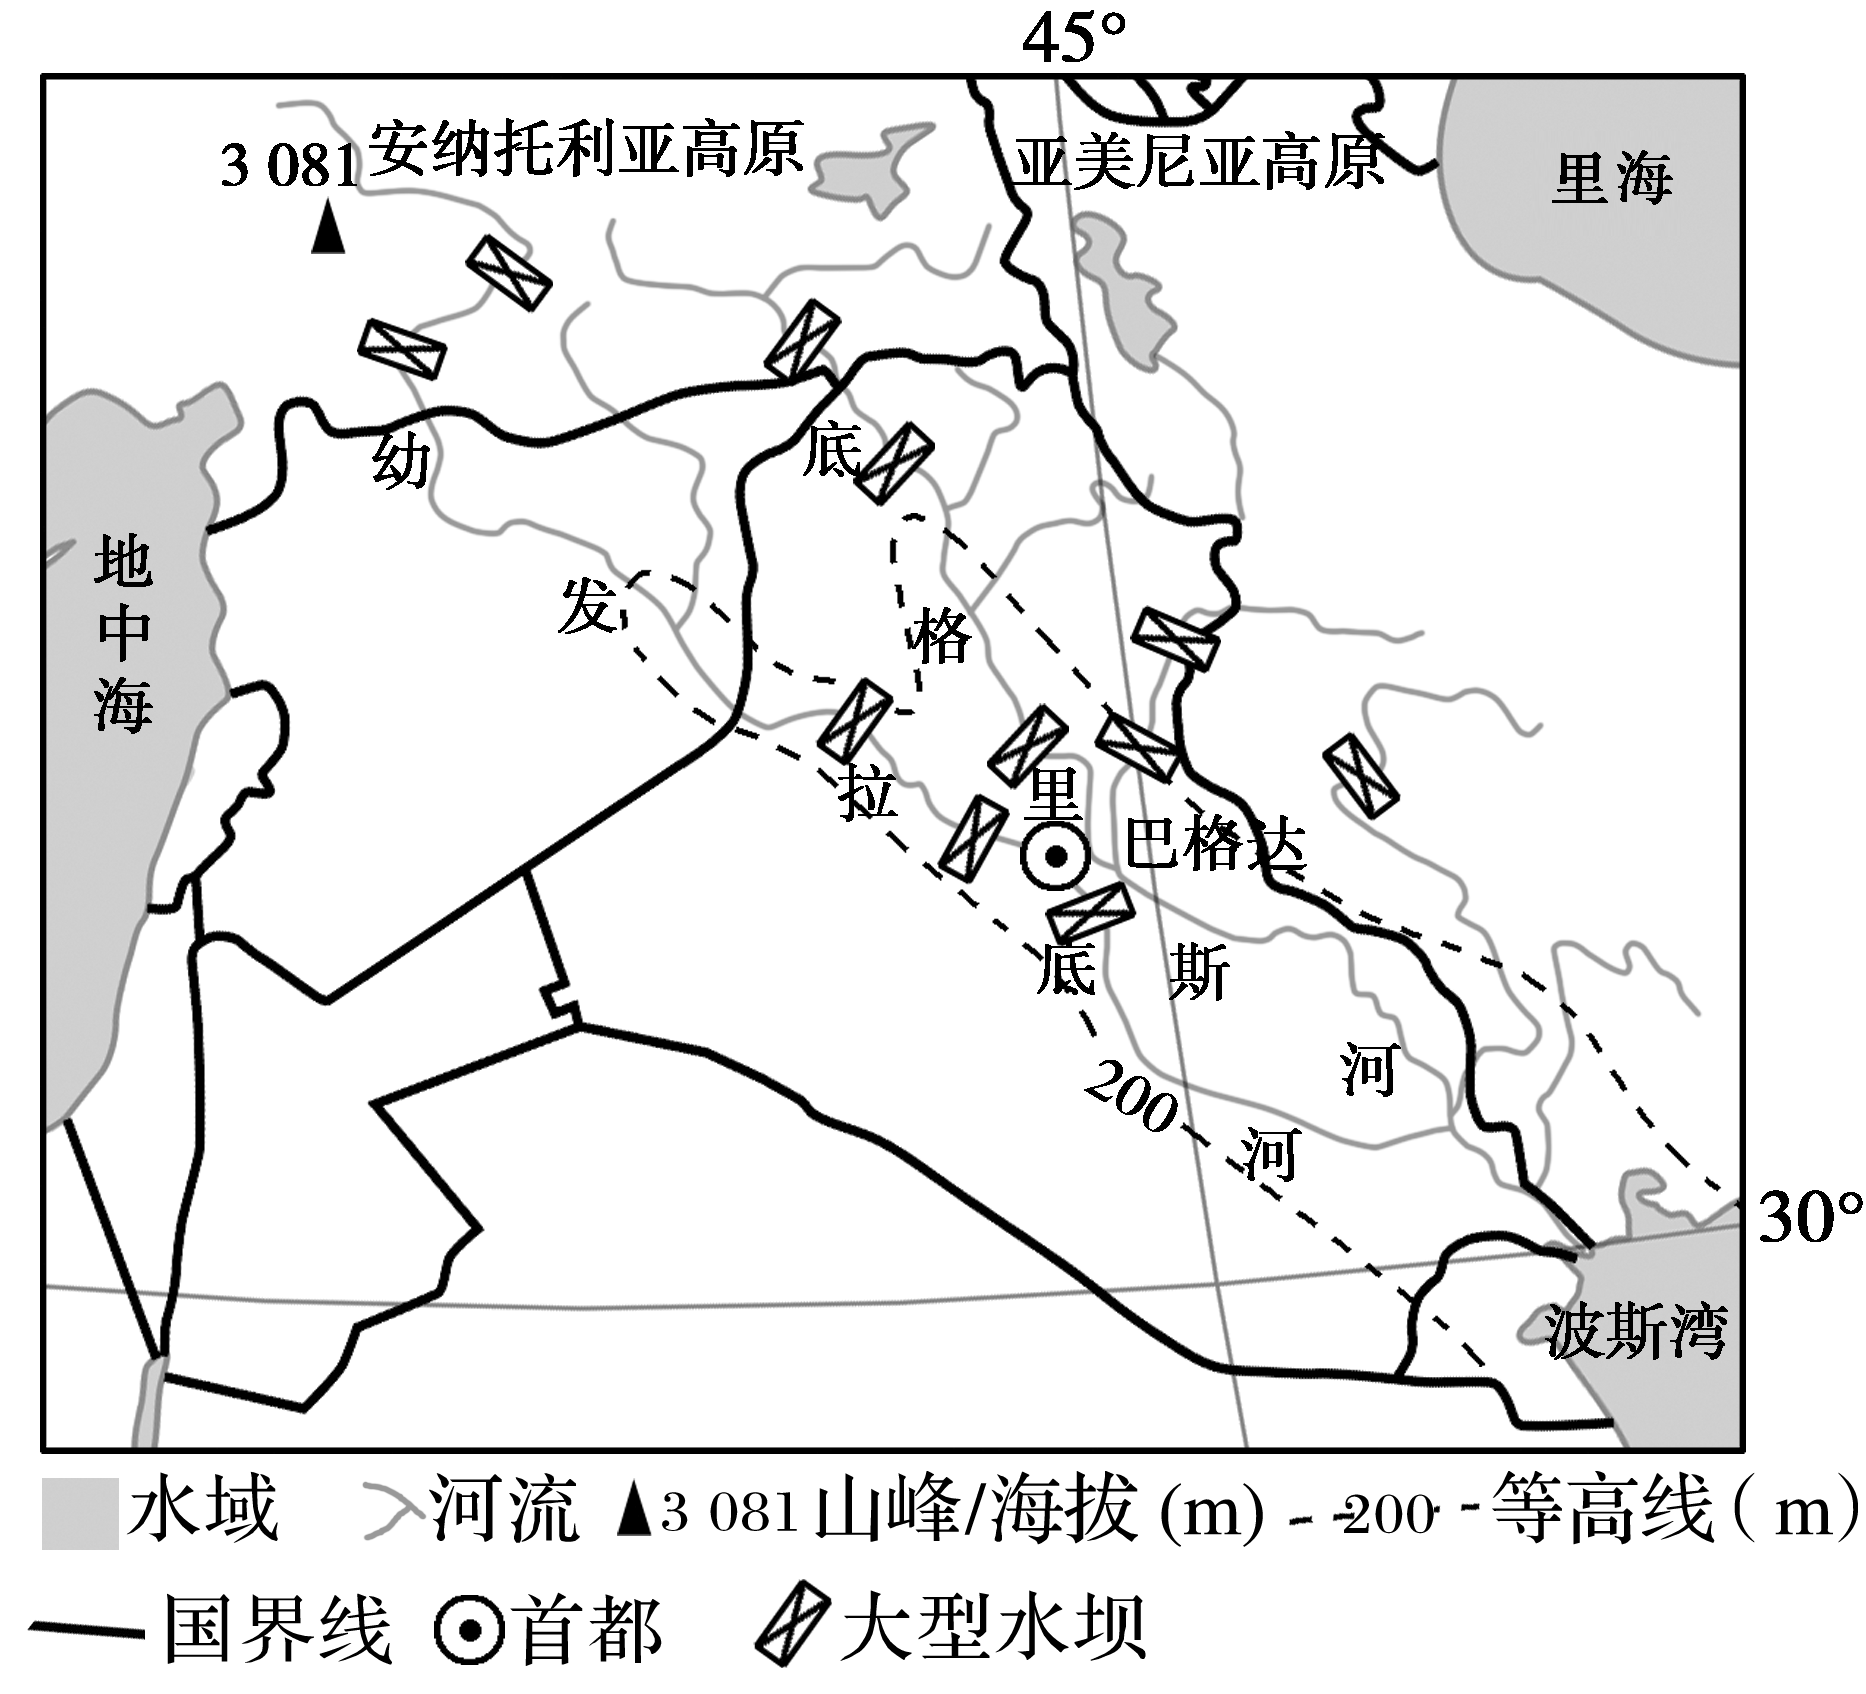 45°
3 081
安纳托利亚高原
亚美尼亚高原
里海
幼
底
地中海
发
格
拉
里
巴格达
底
斯
200
河
河
30°
波斯湾
水域
河流
3 081山峰/海拔(m)
200
等高线(m)
国界线
首都
大型水坝